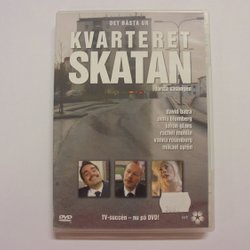 DET BÄSTA UR
KVARTERET
SKATAN
david batra
anna blomberg
johan glans
rachel mohlin
vanna rosenberg
mikael syrén
TV-succén – nu på DVD!
DVD